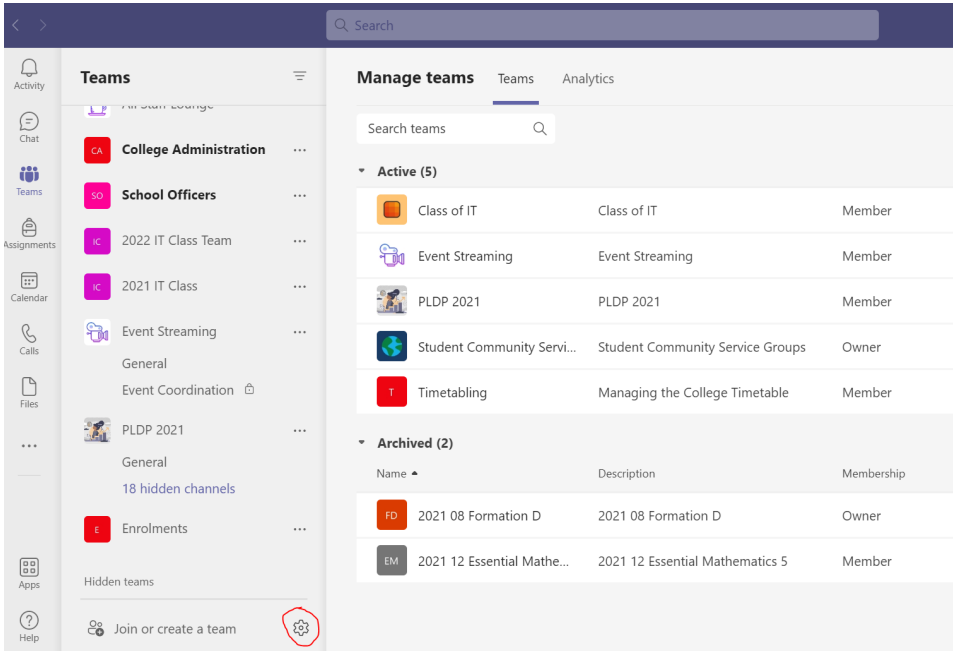 Search
Activity
Chat
Teams
Assignments
Calendar
Calls
Files
Apps
Help
Teams
All Staff Lounge
CA College Administration
SO School Officers
IC 2022 IT Class Team
IC 2021 IT Class
Event Streaming
General
Event Coordination
PLDP 2021
General
18 hidden channels
E Enrolments
Hidden teams
Join or create a team
Manage teams Teams Analytics
Search teams
Active (5)
Class of IT Class of IT Member
Event Streaming Event Streaming Member
PLDP 2021 PLDP 2021 Member
Student Community Servi... Student Community Service Groups Owner
T Timetabling Managing the College Timetable Member
Archived (2)
Name Description Membership
FD 2021 08 Formation D 2021 08 Formation D Owner
EM 2021 12 Essential Mathe... 2021 12 Essential Mathematics 5 Member